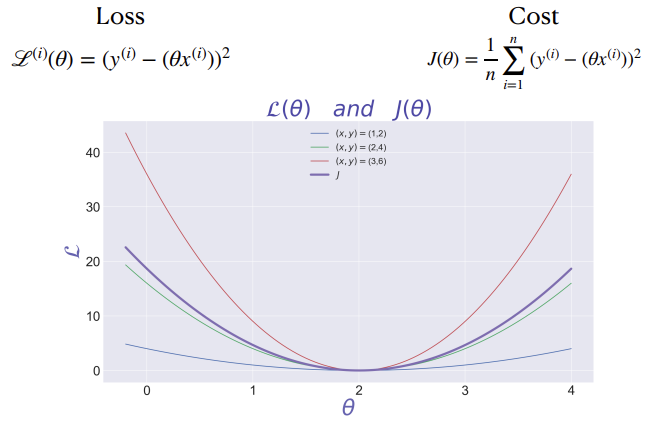 Loss
Cost
ℒ⁽ⁱ⁾(θ) = (y⁽ⁱ⁾ − (θx⁽ⁱ⁾))²
J(θ) = 1/n ∑ᵢ₌₁ⁿ (y⁽ⁱ⁾ − (θx⁽ⁱ⁾))²
ℒ(θ) and J(θ)
(x, y) = (1,2)
(x, y) = (2,4)
(x, y) = (3,6)
J
ℒ
40
30
20
10
0
0 1 2 3 4
θ